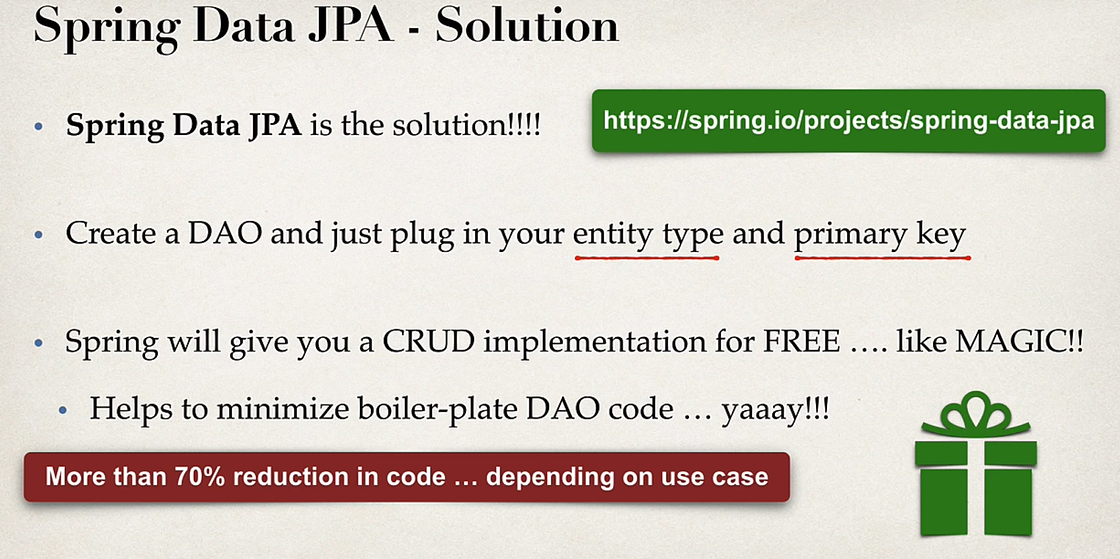 Spring Data JPA - Solution
• Spring Data JPA is the solution!!!!
https://spring.io/projects/spring-data-jpa
• Create a DAO and just plug in your entity type and primary key
• Spring will give you a CRUD implementation for FREE …. like MAGIC!!
• Helps to minimize boiler-plate DAO code … yaaay!!!
More than 70% reduction in code … depending on use case